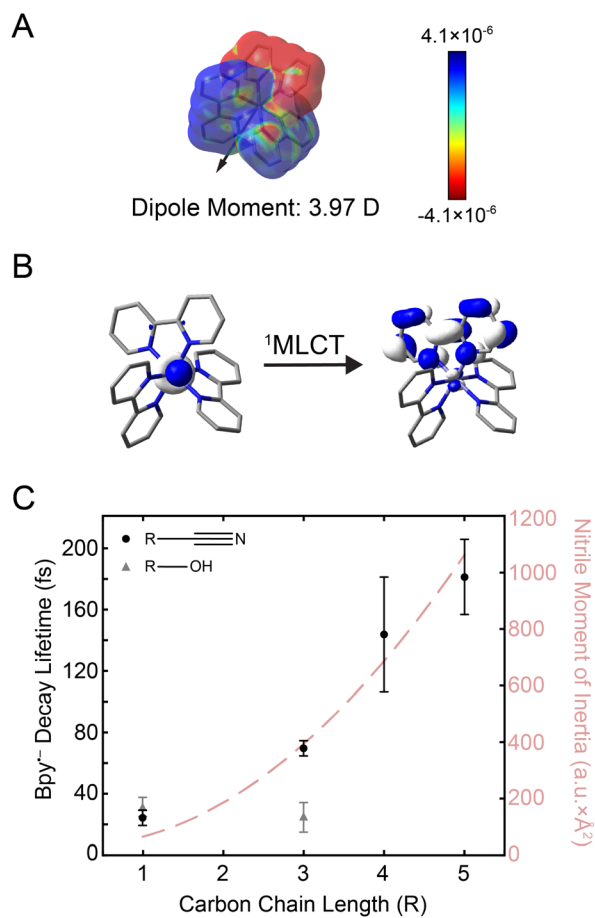 A
4.1×10⁻⁶
-4.1×10⁻⁶
Dipole Moment: 3.97 D
B
¹MLCT
C
R N
R OH
Bpy•– Decay Lifetime (fs)
200
160
120
80
40
0
1200
1000
800
600
400
200
0
Nitrile Moment of Inertia (a.u.×Å²)
1 2 3 4 5
Carbon Chain Length (R)